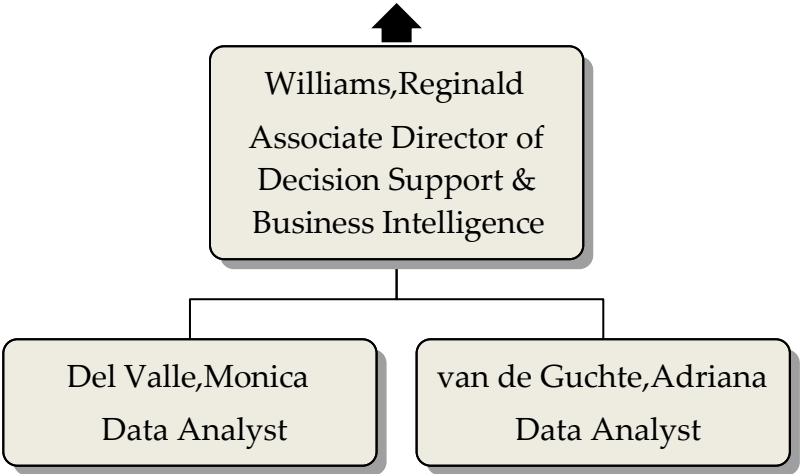 Williams,Reginald
Associate Director of
Decision Support &
Business Intelligence
Del Valle,Monica
Data Analyst
van de Guchte,Adriana
Data Analyst